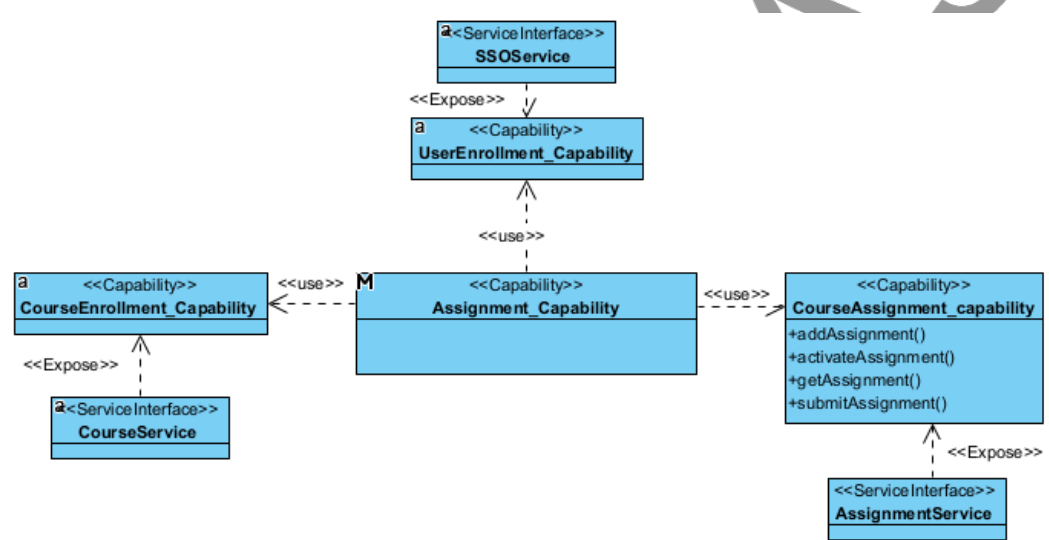 a<<ServiceInterface>>
SSOService
<<Expose>>
a <<Capability>>
UserEnrollment_Capability
<<use>>
a <<Capability>>
CourseEnrollment_Capability
<<use>>
M <<Capability>>
Assignment_Capability
<<use>>
<<Capability>>
CourseAssignment_capability
+addAssignment()
+activateAssignment()
+getAssignment()
+submitAssignment()
<<Expose>>
a<<ServiceInterface>>
CourseService
<<Expose>>
<<ServiceInterface>>
AssignmentService